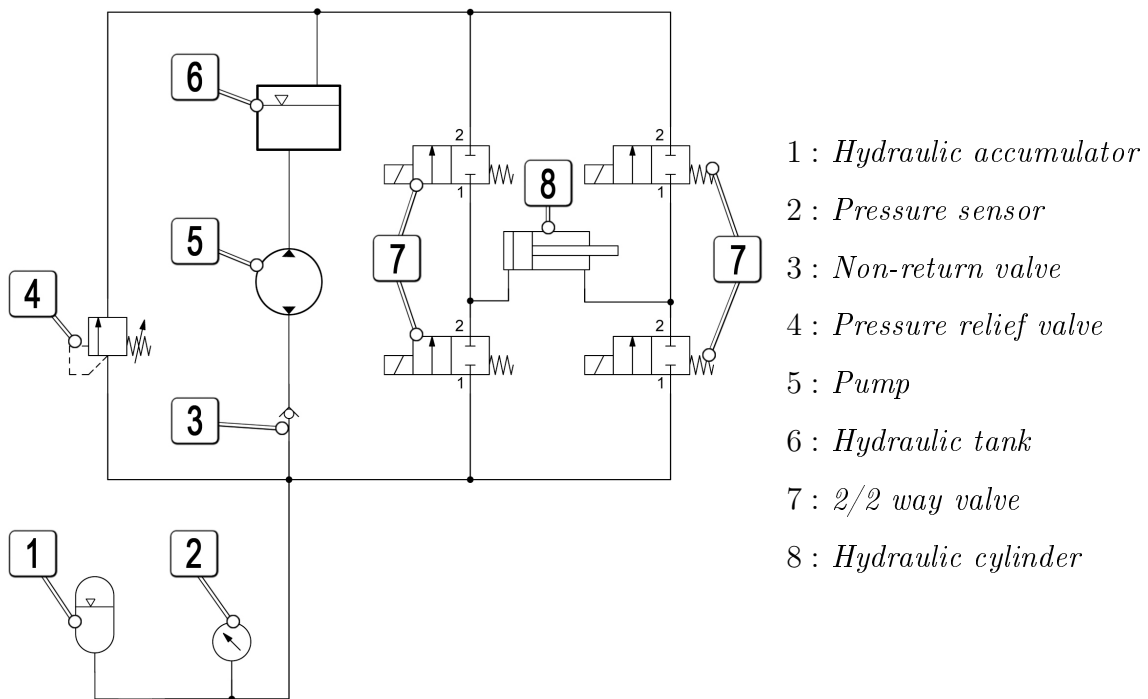 6
2
2
1
1
8
5
7
7
4
2
2
1
1
3
1
2
1 : Hydraulic accumulator
2 : Pressure sensor
3 : Non-return valve
4 : Pressure relief valve
5 : Pump
6 : Hydraulic tank
7 : 2/2 way valve
8 : Hydraulic cylinder